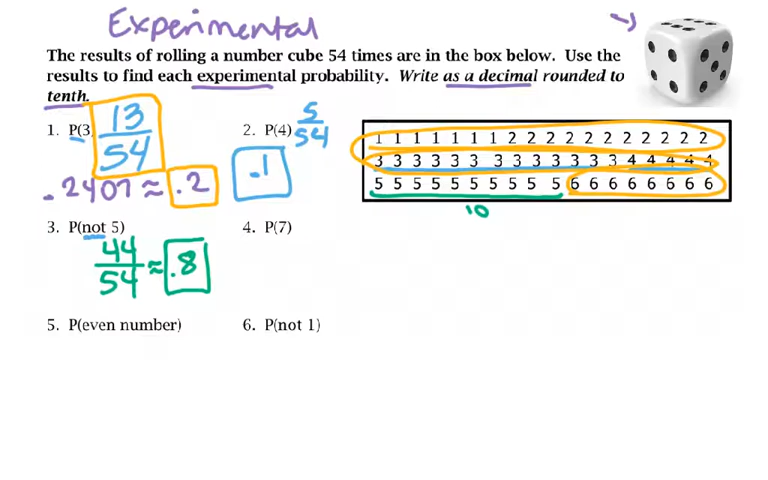 Experimental
The results of rolling a number cube 54 times are in the box below. Use the
results to find each experimental probability. Write as a decimal rounded to
tenth.
1. P(3 13/54
.2407 ≈ .2
2. P(4) 5/54
.1
1 1 1 1 1 1 1 2 2 2 2 2 2 2 2 2 2 2
3 3 3 3 3 3 3 3 3 3 3 3 3 4 4 4 4 4
5 5 5 5 5 5 5 5 5 5 6 6 6 6 6 6 6 6
10
3. P(not 5)
44/54 ≈ .8
4. P(7)
5. P(even number)
6. P(not 1)